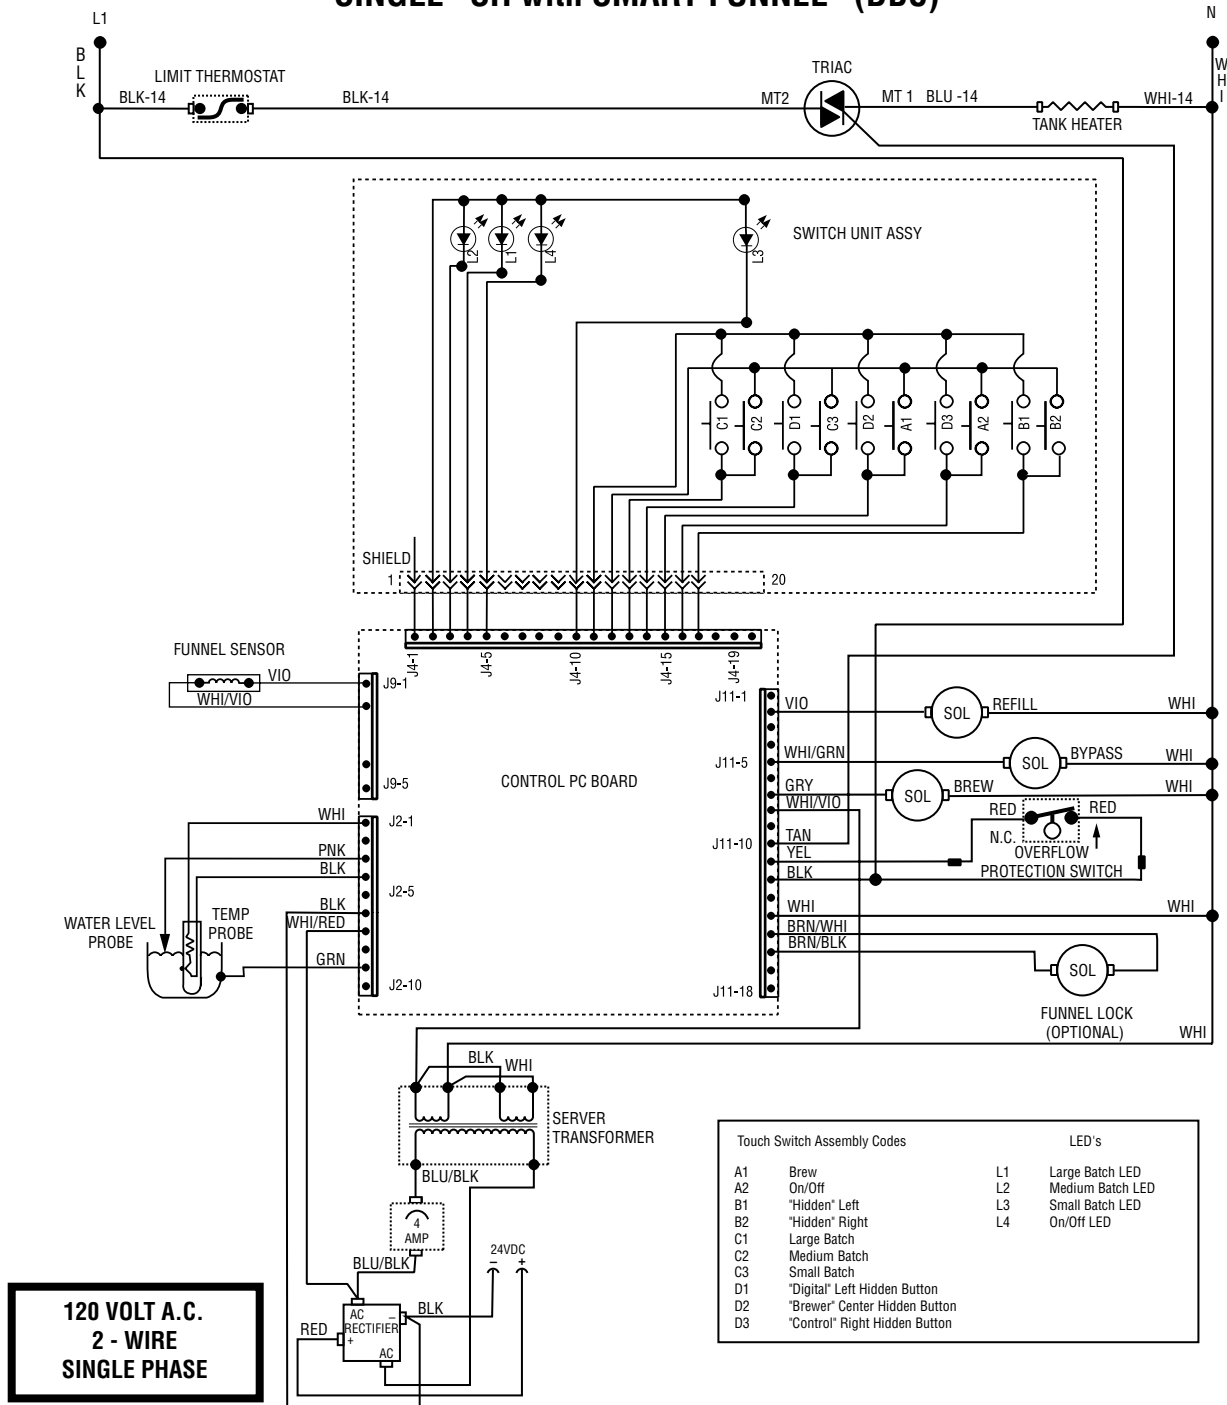 SINGLE - SH with SMART FUNNEL® (DBC)
L1
N
B
L
K
W
H
I
LIMIT THERMOSTAT
BLK-14
BLK-14
TRIAC
MT2
MT 1
BLU -14
WHI-14
TANK HEATER
SWITCH UNIT ASSY
L2
L1
L4
L3
C1
C2
D1
C3
D2
A1
D3
A2
B1
B2
SHIELD
1
20
J4-1
J4-5
J4-10
J4-15
J4-19
FUNNEL SENSOR
VIO
WHI/VIO
J9-1
J9-5
CONTROL PC BOARD
J11-1
VIO
SOL
REFILL
WHI
J11-5
WHI/GRN
SOL
BYPASS
WHI
GRY
SOL
BREW
WHI
WHI/VIO
RED
RED
N.C.
OVERFLOW
PROTECTION SWITCH
J11-10
TAN
YEL
BLK
WHI
WHI
BRN/WHI
BRN/BLK
SOL
J11-18
FUNNEL LOCK
(OPTIONAL)
WHI
WHI
J2-1
PNK
BLK
J2-5
BLK
WHI/RED
GRN
J2-10
WATER LEVEL
PROBE
TEMP
PROBE
BLK
WHI
SERVER
TRANSFORMER
BLU/BLK
4
AMP
BLU/BLK
24VDC
–
+
AC
–
BLK
RECTIFIER
RED
+
AC
120 VOLT A.C.
2 - WIRE
SINGLE PHASE
Touch Switch Assembly Codes
LED's
A1 Brew
L1 Large Batch LED
A2 On/Off
L2 Medium Batch LED
B1 "Hidden" Left
L3 Small Batch LED
B2 "Hidden" Right
L4 On/Off LED
C1 Large Batch
C2 Medium Batch
C3 Small Batch
D1 "Digital" Left Hidden Button
D2 "Brewer" Center Hidden Button
D3 "Control" Right Hidden Button